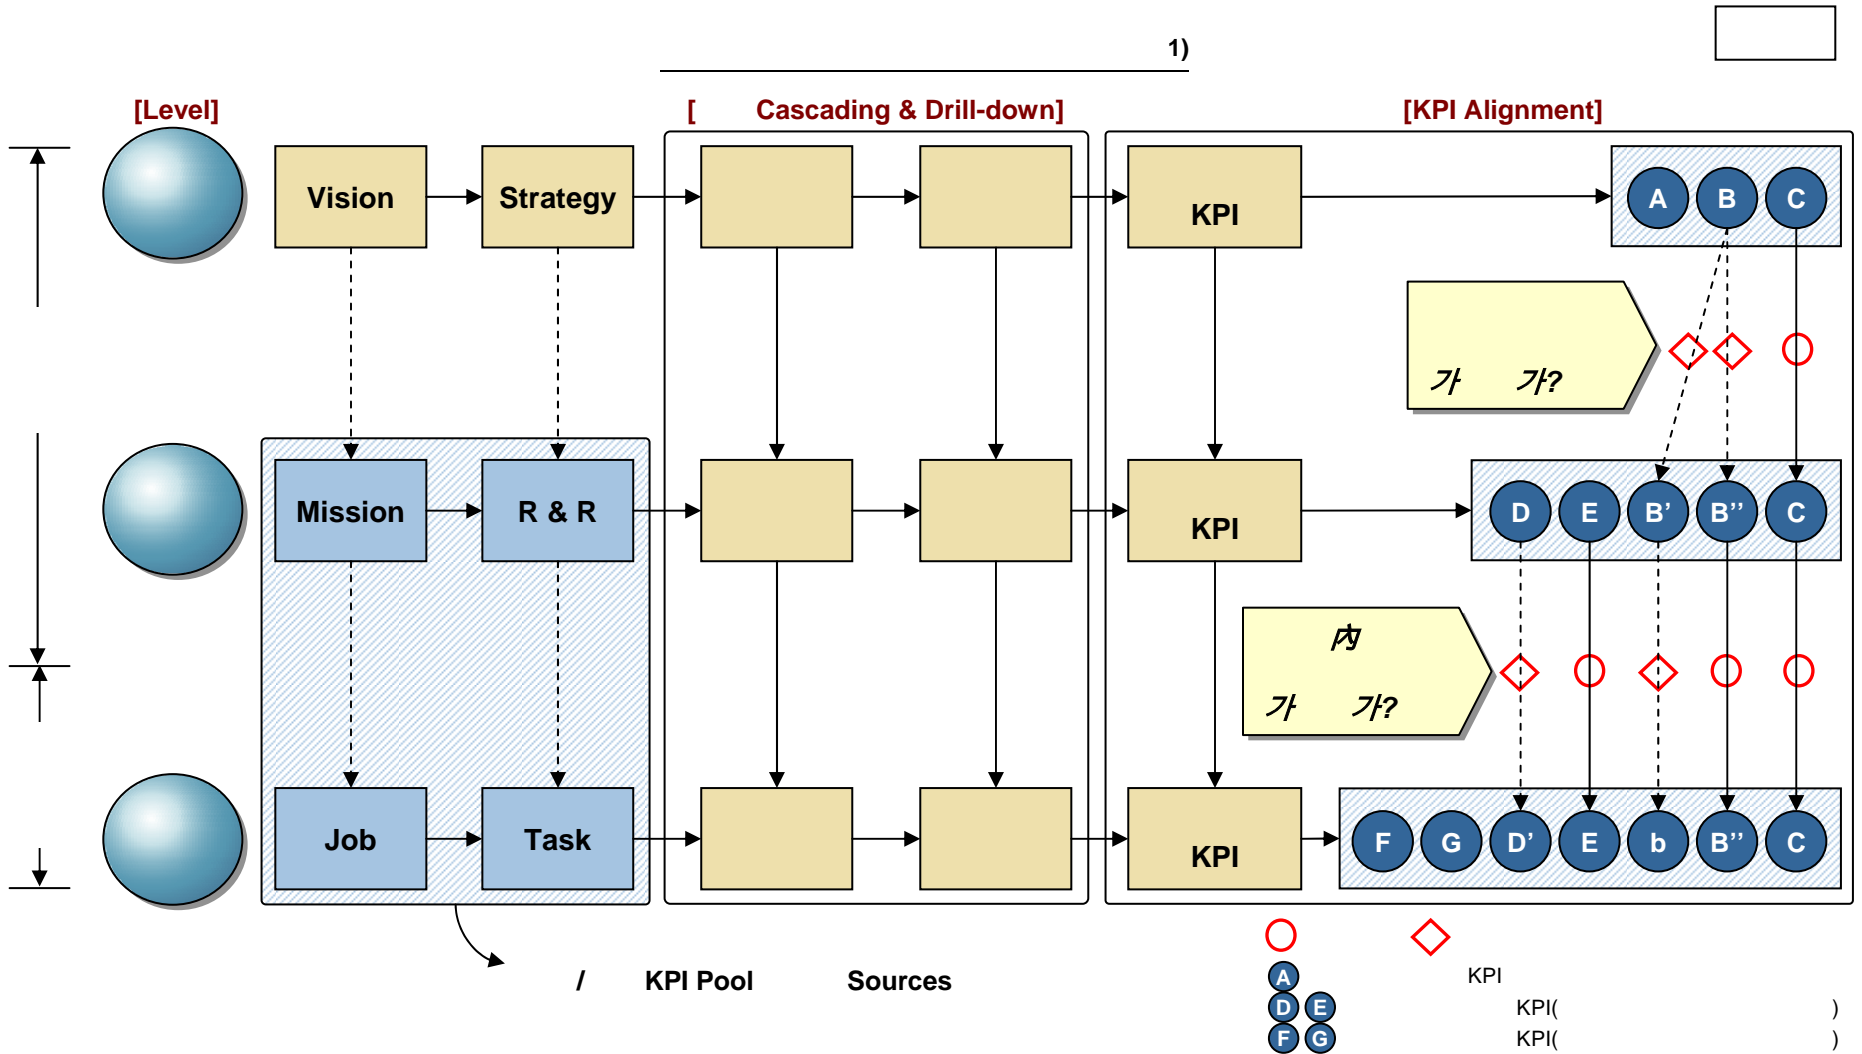 1)
[Level]
[ Cascading & Drill-down]
[KPI Alignment]
Vision
Strategy
KPI
A B C
가 가?
Mission
R & R
KPI
D E B’ B’’ C
内
가 가?
Job
Task
KPI
F G D’ E b B’’ C
/ KPI Pool Sources
A KPI
D E KPI( )
F G KPI( )